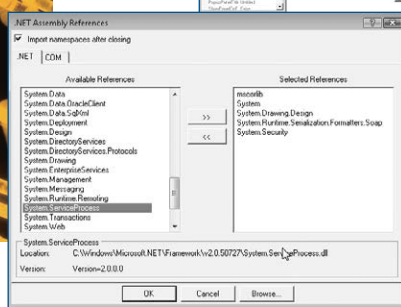 .NET Assembly References
Import namespaces after closing
.NET
COM
Available References
Selected References
System.Data
System.Data.OracleClient
System.Data.SqlXml
System.Deployment
System.Design
System.DirectoryServices
System.DirectoryServices.Protocols
System.Drawing
System.EnterpriseServices
System.Management
System.Messaging
System.Runtime.Remoting
System.ServiceProcess
System.Transactions
System.Web
>>
<<
mscorlib
System
System.Drawing.Design
System.Runtime.Serialization.Formatters.Soap
System.Security
System.ServiceProcess
Location: C:\Windows\Microsoft.NET\Framework\v2.0.50727\System.ServiceProcess.dll
Version: Version=2.0.0.0
OK
Cancel
Browse...